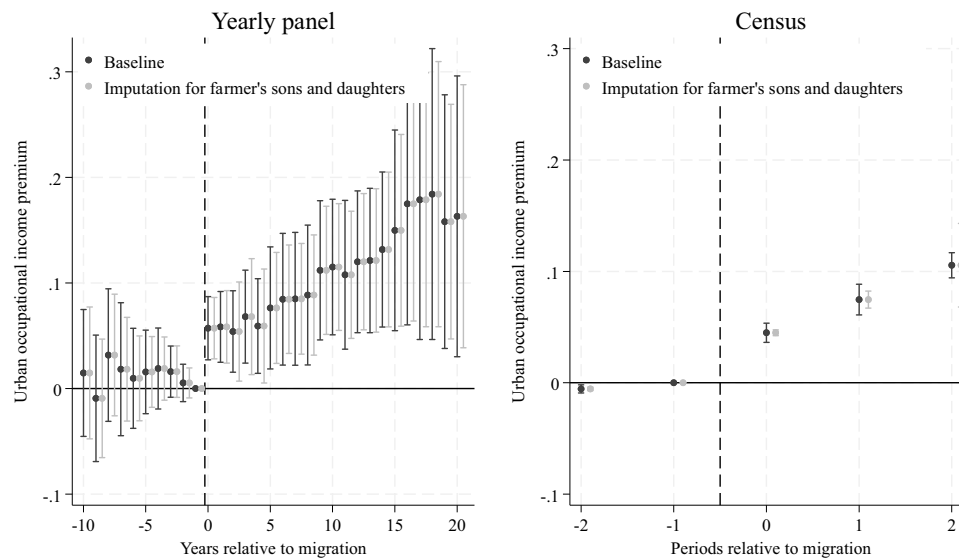 Yearly panel
Baseline
Imputation for farmer's sons and daughters
Urban occupational income premium
.3
.2
.1
0
-.1
-10 -5 0 5 10 15 20
Years relative to migration
Census
Baseline
Imputation for farmer's sons and daughters
Urban occupational income premium
.3
.2
.1
0
-.1
-2 -1 0 1 2
Periods relative to migration